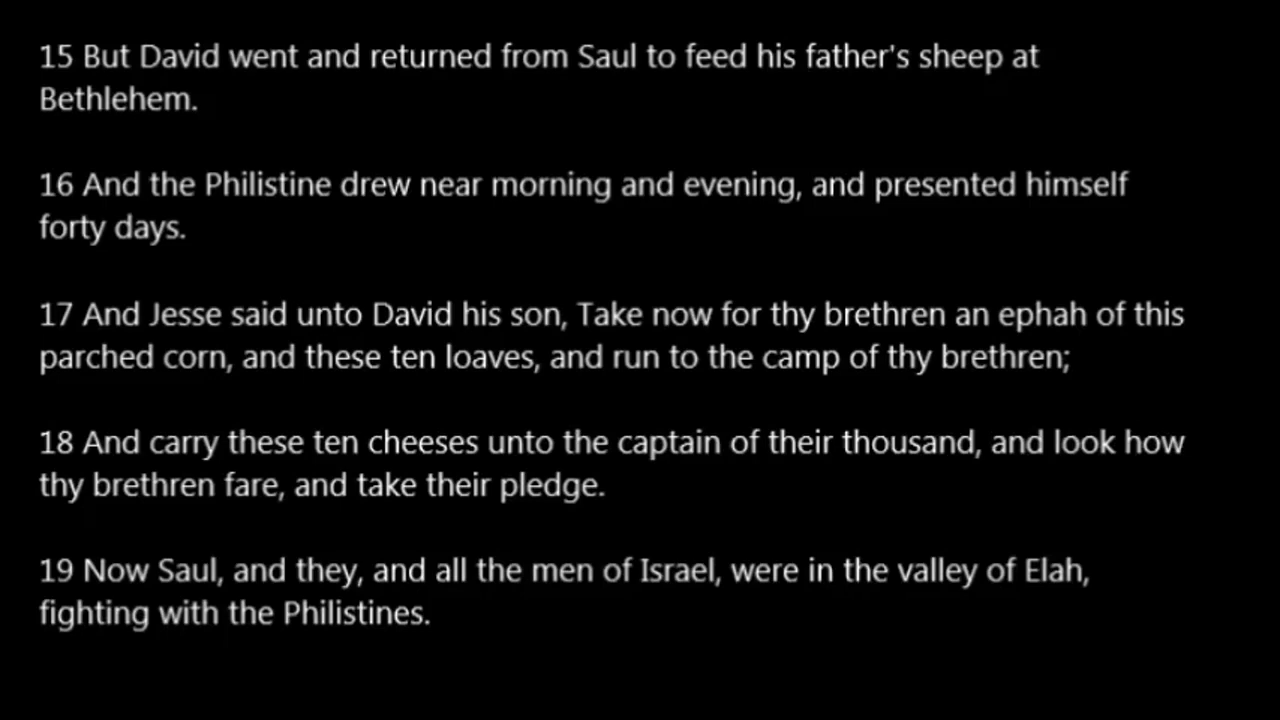 15 But David went and returned from Saul to feed his father's sheep at
Bethlehem.
16 And the Philistine drew near morning and evening, and presented himself
forty days.
17 And Jesse said unto David his son, Take now for thy brethren an ephah of this
parched corn, and these ten loaves, and run to the camp of thy brethren;
18 And carry these ten cheeses unto the captain of their thousand, and look how
thy brethren fare, and take their pledge.
19 Now Saul, and they, and all the men of Israel, were in the valley of Elah,
fighting with the Philistines.